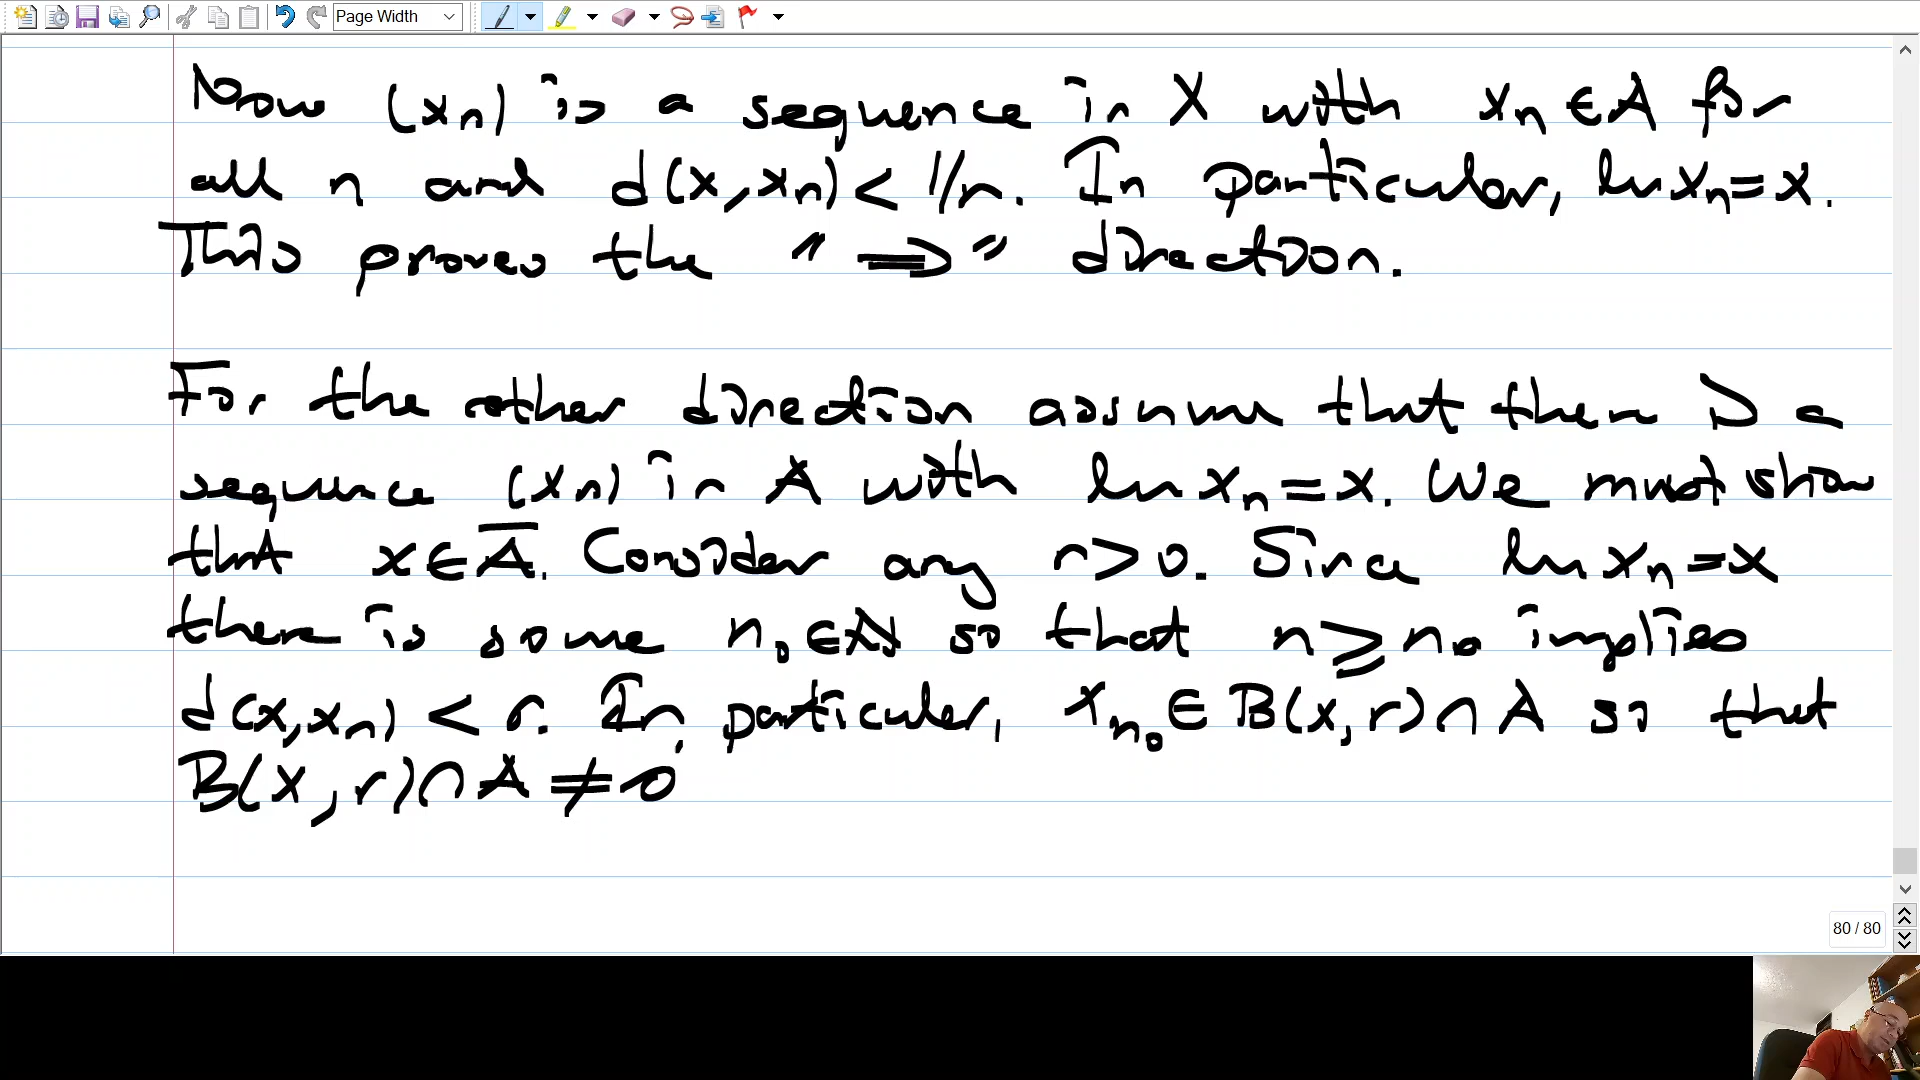 Page Width
Now (xn) is a sequence in X with xn ∈ A for
all n and d(x, xn) < 1/n. In particular, lim xn = x.
This proves the "⟹" direction.
For the other direction assume that there is a
sequence (xn) in A with lim xn = x. We must show
that x ∈ A̅. Consider any r > 0. Since lim xn = x
there is some n₀ ∈ ℕ so that n ≥ n₀ implies
d(x, xn) < r. In particular, xn₀ ∈ B(x, r) ∩ A so that
B(x, r) ∩ A ≠ 0
80 / 80